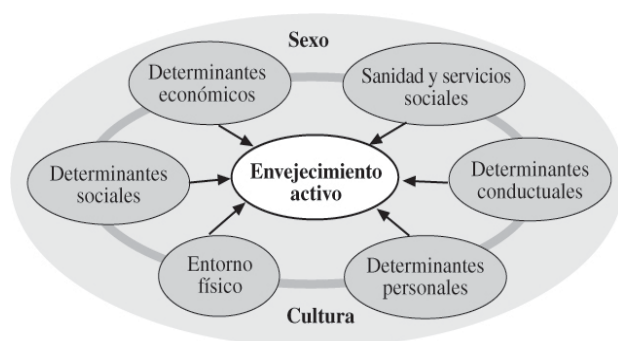 Sexo
Determinantes
económicos
Sanidad y servicios
sociales
Determinantes
sociales
Envejecimiento
activo
Determinantes
conductuales
Entorno
físico
Determinantes
personales
Cultura